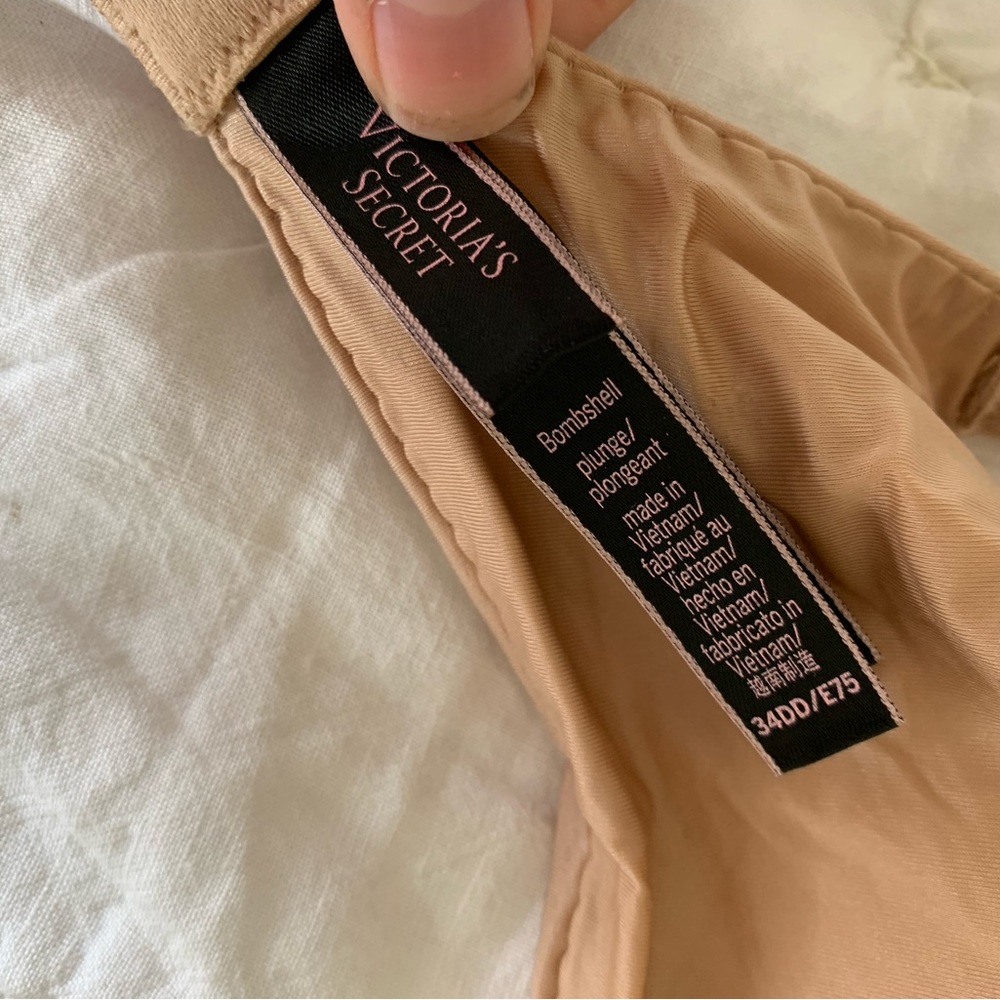 VICTORIA'S
SECRET
Bombshell
plunge/
plongeant
made in
Vietnam/
fabriqué au
Vietnam/
hecho en
Vietnam/
fabbricato in
Vietnam/
越南制造
34DD/E75